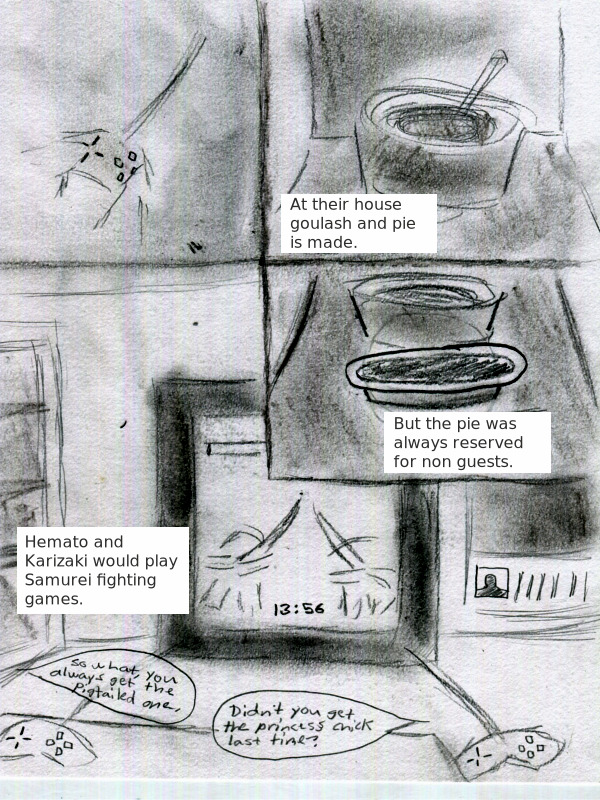 At their house
goulash and pie
is made.
But the pie was
always reserved
for non guests.
Hemato and
Karizaki would play
Samurei fighting
games.
13:56
so what, you
always get the
Pigtailed one,
Didn't you get
the princess chick
last time?